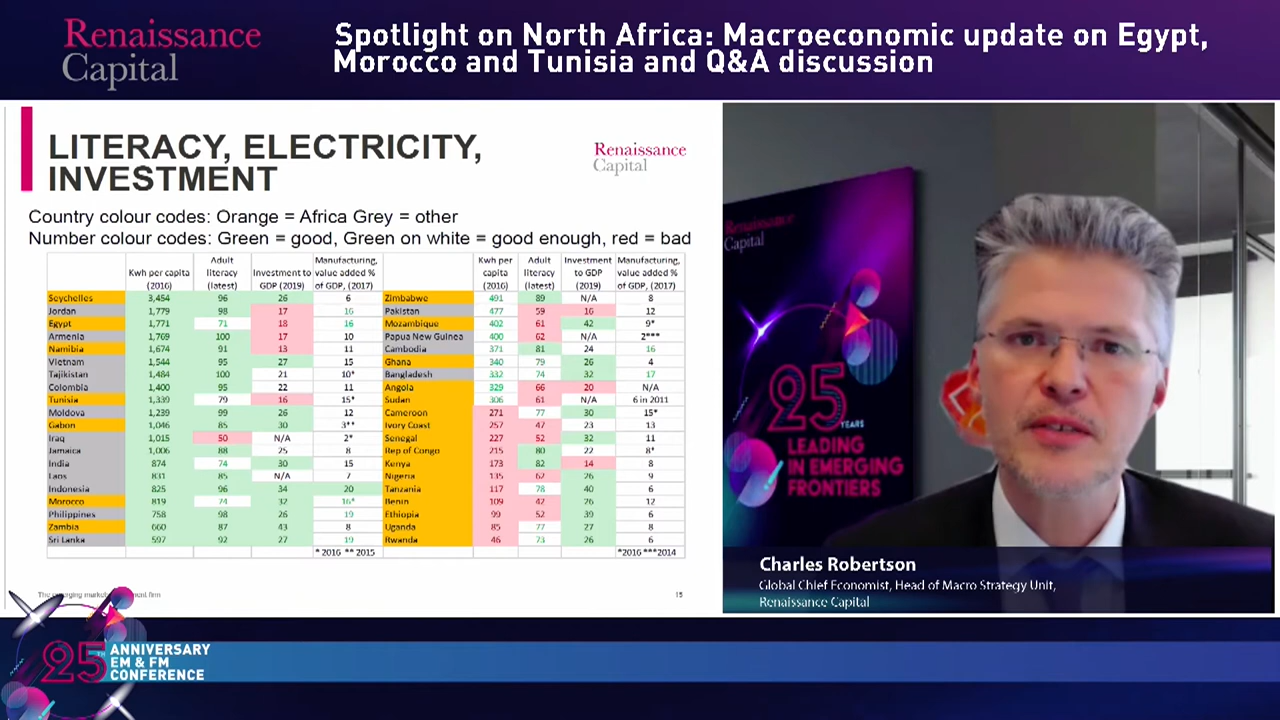 Renaissance
Capital
Spotlight on North Africa: Macroeconomic update on Egypt,
Morocco and Tunisia and Q&A discussion
LITERACY, ELECTRICITY,
INVESTMENT
Renaissance
Capital
Country colour codes: Orange = Africa Grey = other
Number colour codes: Green = good, Green on white = good enough, red = bad
Kwh per capita (2016) Adult literacy (latest) Investment to GDP (2019) Manufacturing, value added % of GDP, (2017) Kwh per capita (2016) Adult literacy (latest) Investment to GDP (2019) Manufacturing, value added % of GDP, (2017)
Seychelles 3,454 96 26 6 Zimbabwe 491 89 N/A 8
Jordan 1,779 98 17 16 Pakistan 477 59 16 12
Egypt 1,771 71 18 16 Mozambique 402 61 42 9*
Armenia 1,769 100 17 10 Papua New Guinea 400 62 N/A 2***
Namibia 1,674 91 13 11 Cambodia 371 81 24 16
Vietnam 1,544 95 27 15 Ghana 340 79 26 4
Tajikistan 1,484 100 21 10* Bangladesh 332 74 32 17
Colombia 1,400 95 22 11 Angola 329 66 20 N/A
Tunisia 1,339 79 16 15* Sudan 306 61 N/A 6 in 2011
Moldova 1,239 99 26 12 Cameroon 271 77 30 15*
Gabon 1,046 85 30 3** Ivory Coast 257 47 23 13
Iraq 1,015 50 N/A 2* Senegal 227 52 32 11
Jamaica 1,006 88 25 8 Rep of Congo 215 80 22 8*
India 874 74 30 15 Kenya 173 82 14 8
Laos 831 85 N/A 7 Nigeria 135 62 26 9
Indonesia 825 96 34 20 Tanzania 117 78 40 6
Morocco 819 74 32 16* Benin 109 42 26 12
Philippines 758 98 26 19 Ethiopia 99 52 39 6
Zambia 660 87 43 8 Uganda 85 77 27 8
Sri Lanka 597 92 27 19 Rwanda 46 73 26 6
* 2016 ** 2015 *2016 ***2014
The emerging markets investment firm
15
Renaissance
Capital
25
YEARS
LEADING
IN EMERGING
FRONTIERS
Charles Robertson
Global Chief Economist, Head of Macro Strategy Unit,
Renaissance Capital
25TH ANNIVERSARY
EM & FM
CONFERENCE